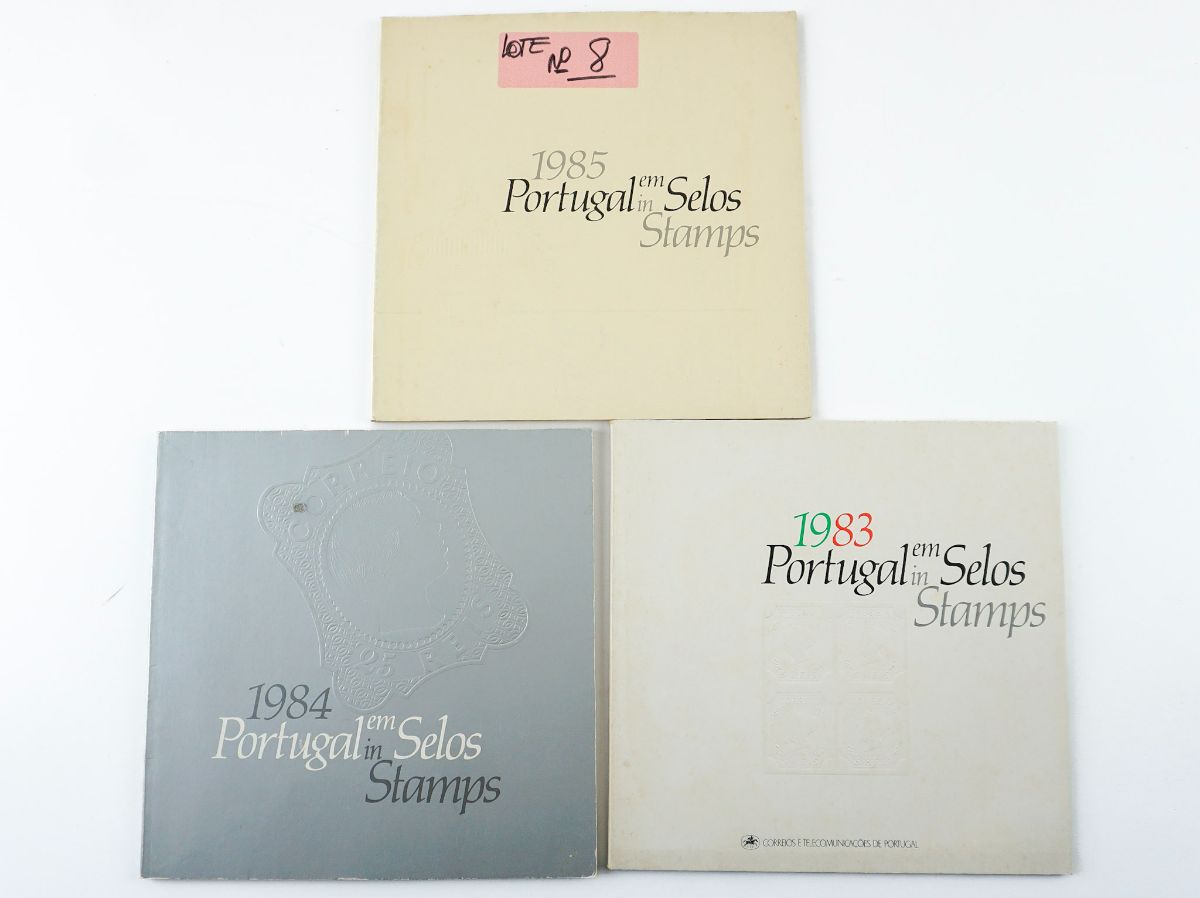 LOTE
Nº 8
1985
Portugal em Selos
in Stamps
CORREIO
25 REIS
1984
Portugal em Selos
in Stamps
1983
Portugal em Selos
in Stamps
CORREIOS E TELECOMUNICAÇÕES DE PORTUGAL